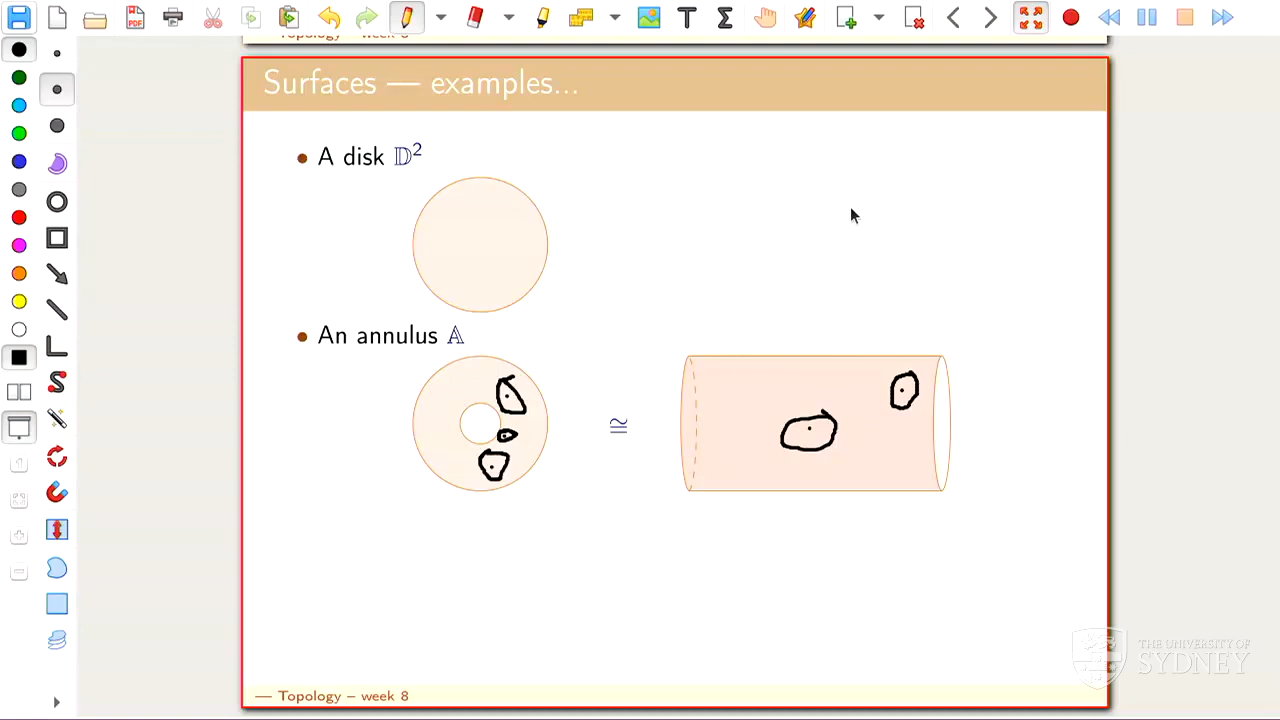 Surfaces — examples...
• A disk 𝔻²
• An annulus 𝔸
≅
— Topology – week 8
THE UNIVERSITY OF
SYDNEY